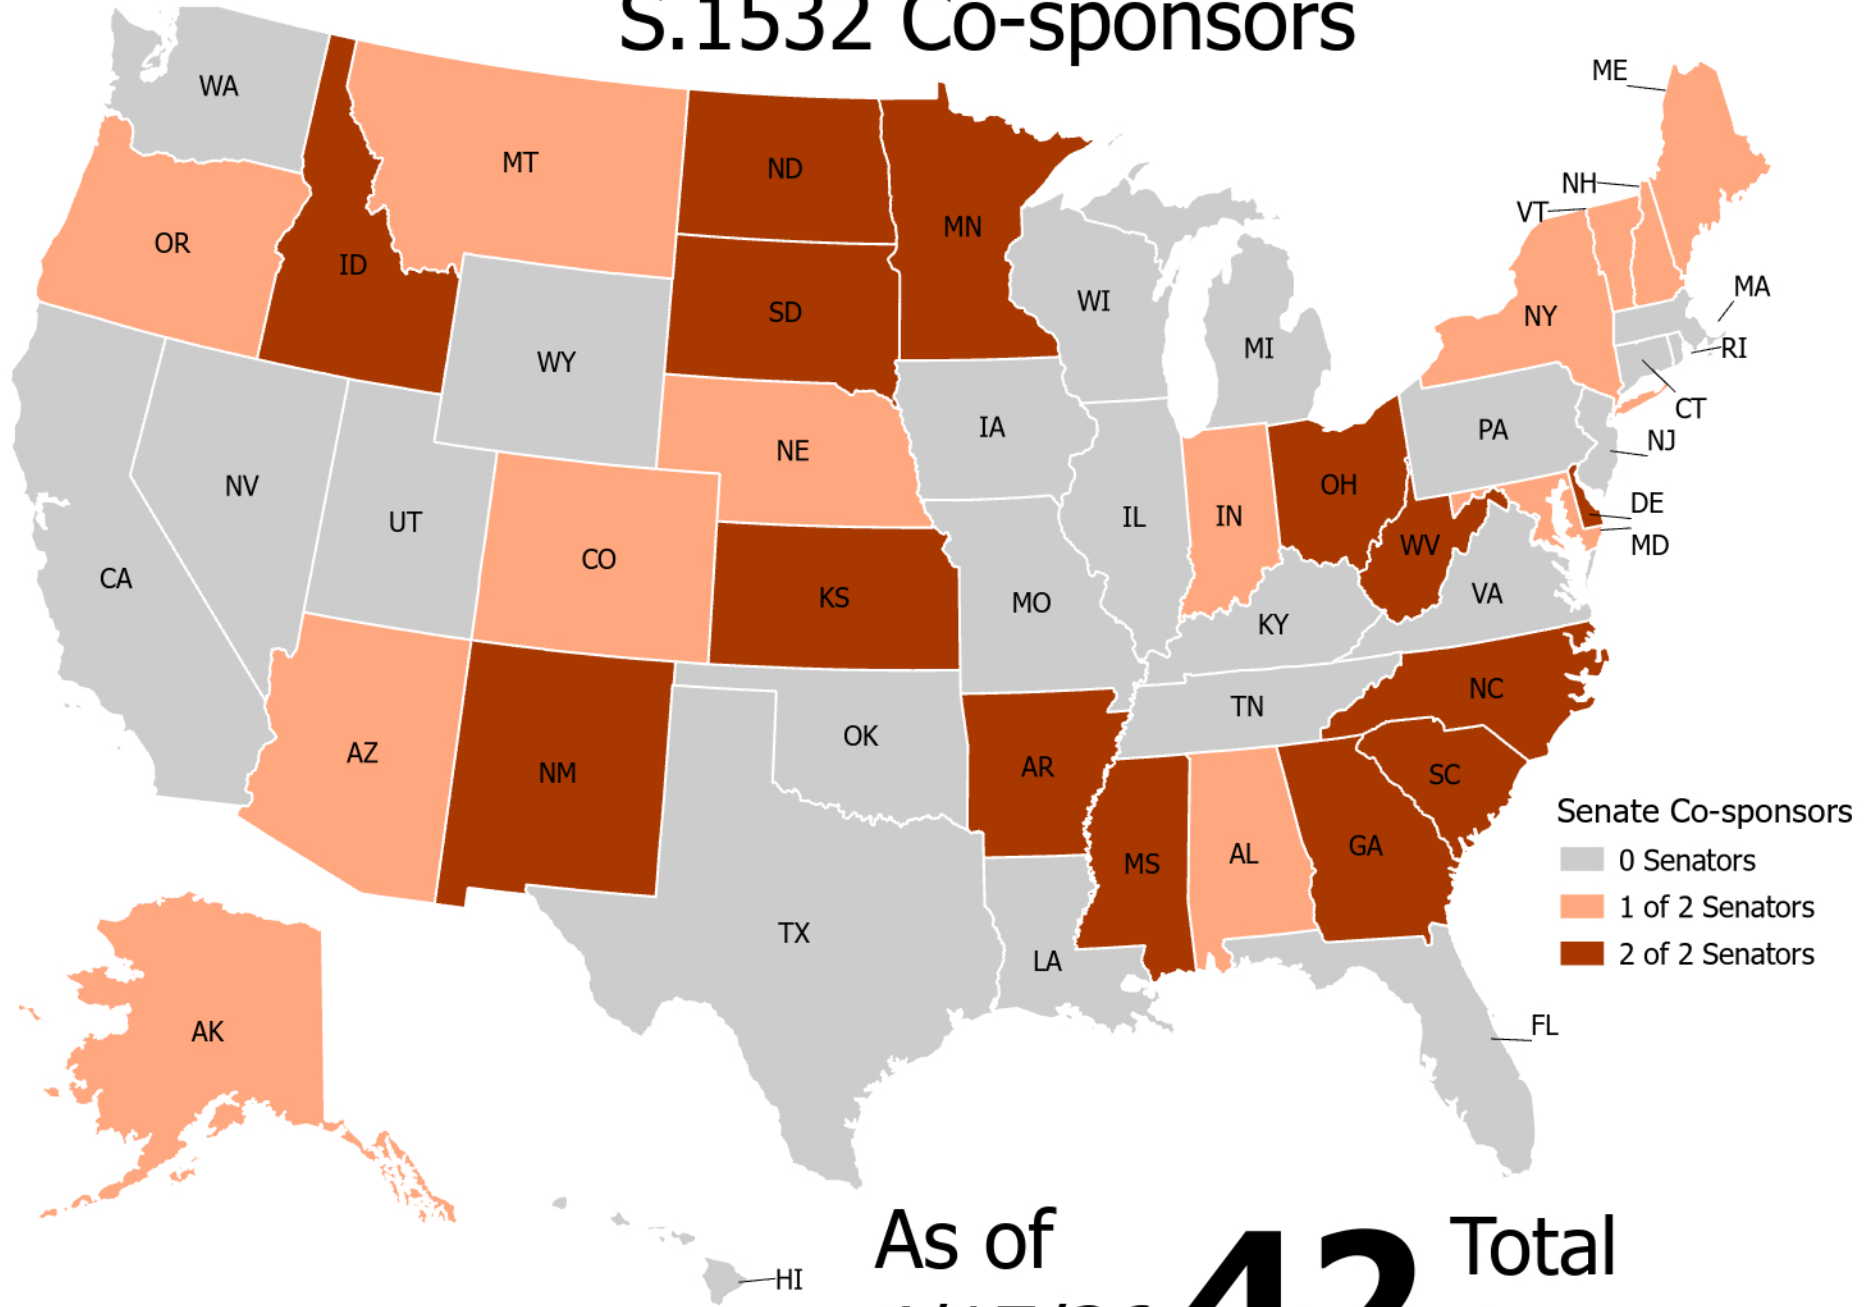 S.1532 Co-sponsors
WA
ME
MT
ND
NH
VT
MN
OR
ID
MA
WI
SD
NY
MI
RI
WY
CT
IA
PA
NJ
NE
NV
OH
DE
UT
IL
IN
WV
MD
CO
CA
KS
MO
VA
KY
NC
TN
OK
AZ
NM
AR
SC
Senate Co-sponsors
GA
AL
MS
0 Senators
1 of 2 Senators
TX
LA
2 of 2 Senators
AK
FL
HI
As of
42
Total